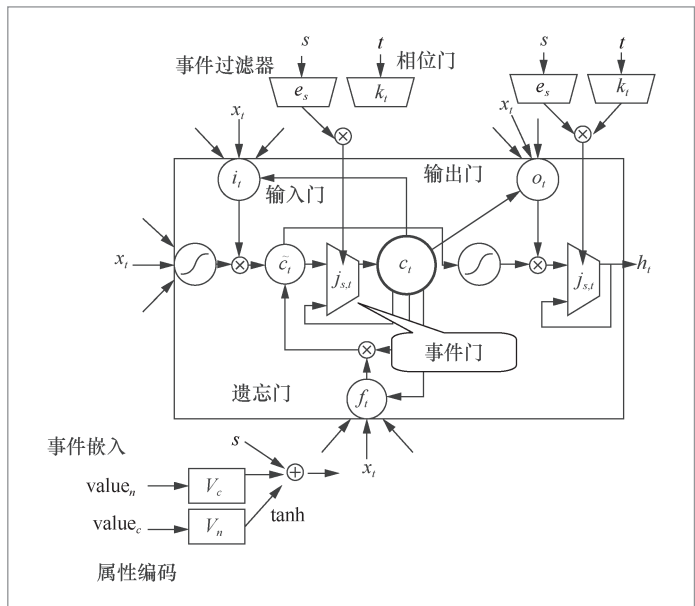 s
t
s
t
事件过滤器
相位门
e_s
k_t
e_s
k_t
x_t
x_t
i_t
输入门
输出门
o_t
x_t
c̃_t
j_{s,t}
c_t
j_{s,t}
h_t
事件门
遗忘门
f_t
x_t
事件嵌入
s
value_n
V_c
value_c
V_n
tanh
属性编码